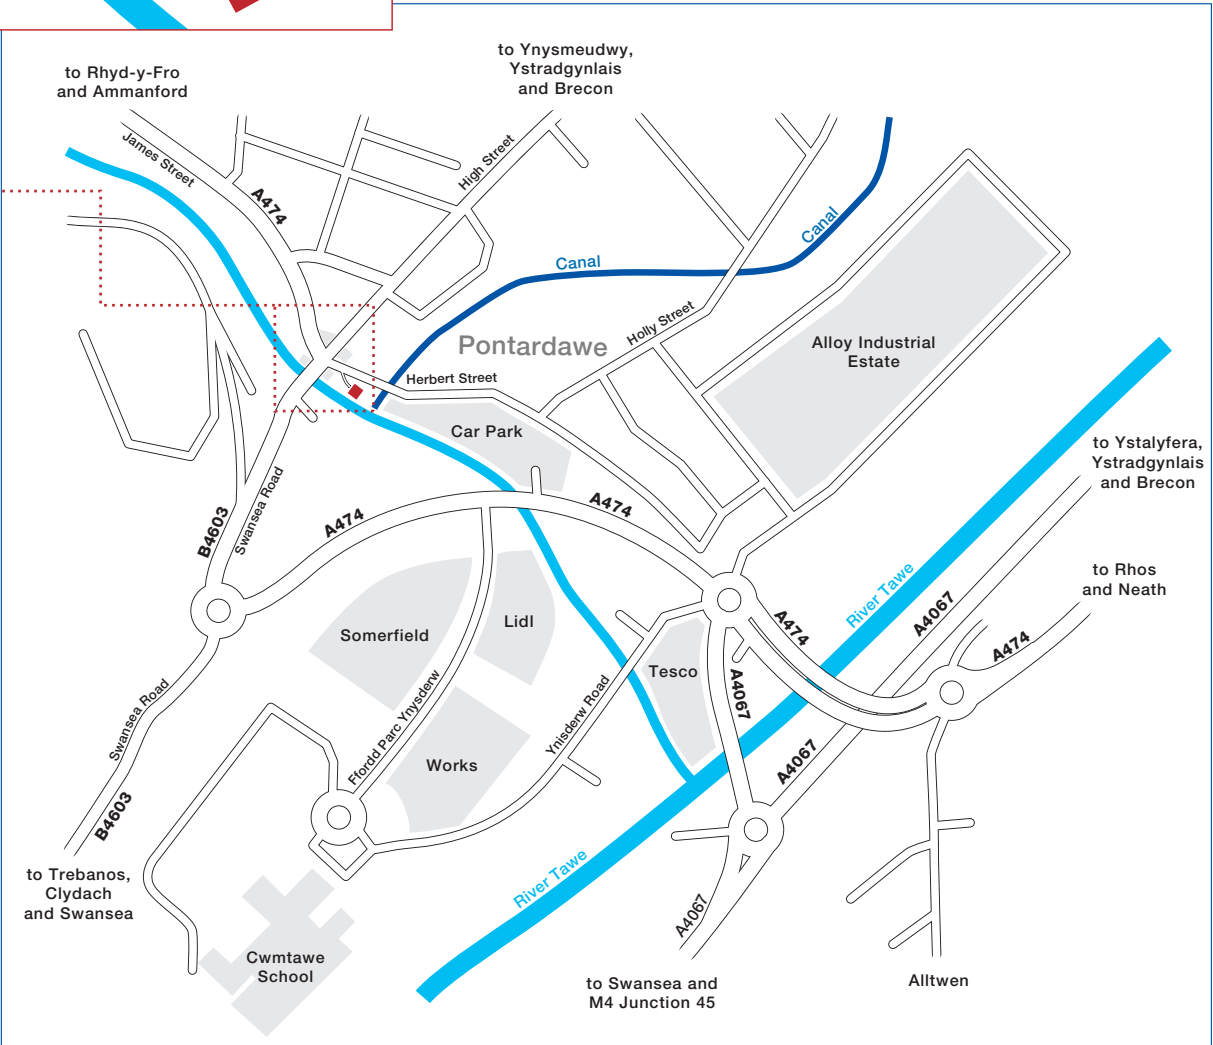 to Ynysmeudwy,
Ystradgynlais
and Brecon
to Rhyd-y-Fro
and Ammanford
James Street
High Street
A474
Canal
Canal
Holly Street
Pontardawe
Alloy Industrial
Estate
Herbert Street
Car Park
to Ystalyfera,
Ystradgynlais
and Brecon
Swansea Road
B4603
A474
A474
River Tawe
to Rhos
and Neath
A4067
A474
A474
Somerfield
Lidl
Tesco
A4067
Swansea Road
Ffordd Parc Ynysderw
Ynisderw Road
Works
A4067
B4603
to Trebanos,
Clydach
and Swansea
River Tawe
A4067
Cwmtawe
School
to Swansea and
M4 Junction 45
Alltwen